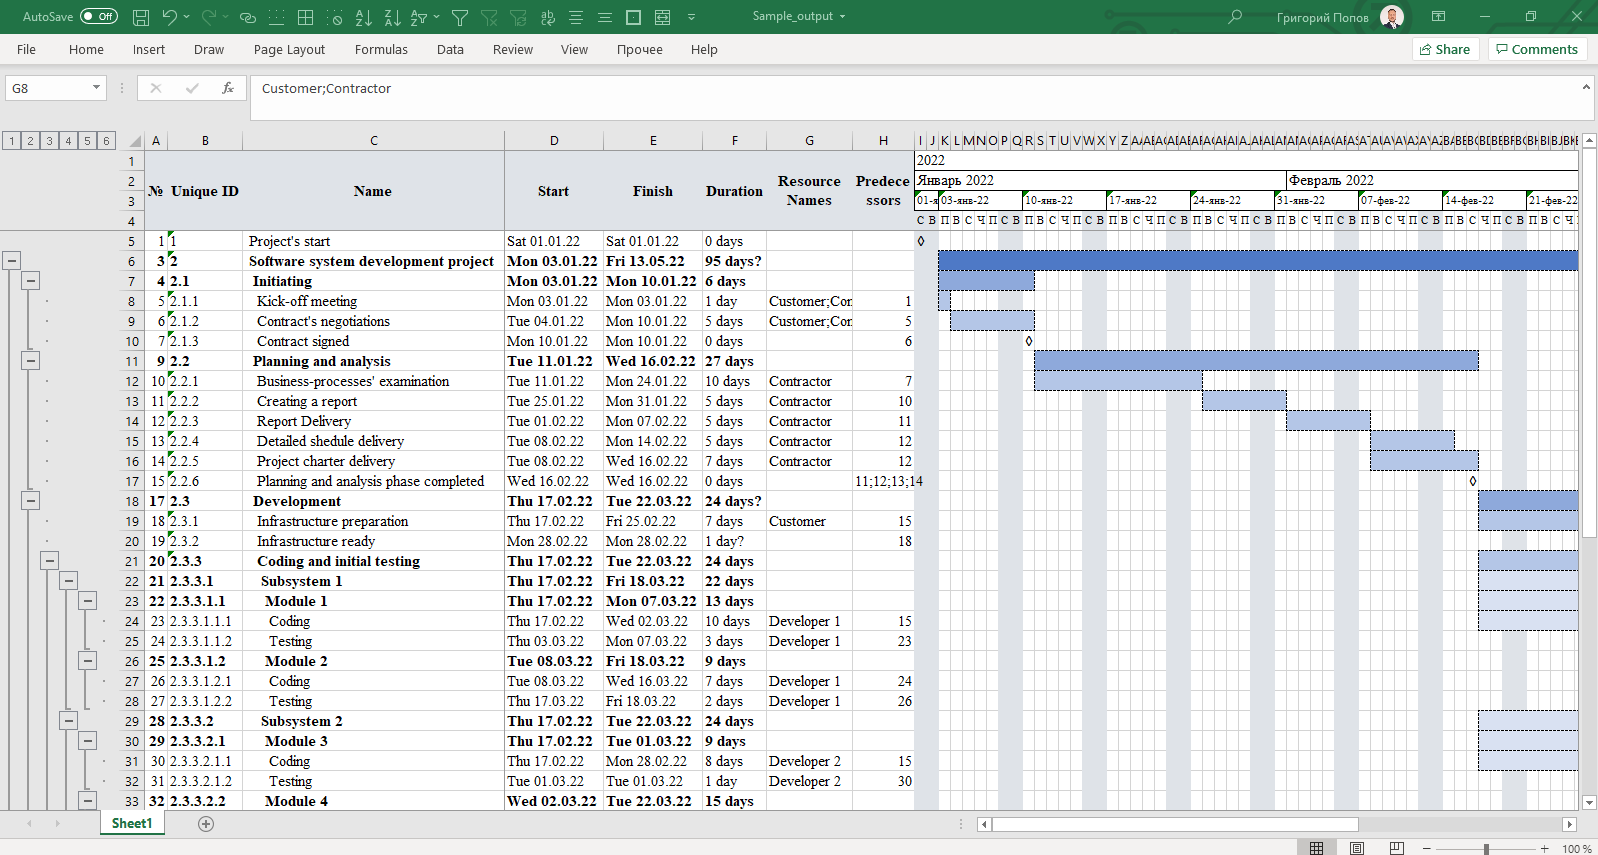 AutoSave Off Sample_output Григорий Попов
File Home Insert Draw Page Layout Formulas Data Review View Прочее Help Share Comments
G8 fx Customer;Contractor
1 2 3 4 5 6 A B C D E F G H I J K L M N O P Q R S T U V W X Y Z
1 2022
2 № Unique ID Name Start Finish Duration Resource Names Predecessors Январь 2022 Февраль 2022
3 01-я 03-янв-22 10-янв-22 17-янв-22 24-янв-22 31-янв-22 07-фев-22 14-фев-22 21-фев-22
4 С В П В С Ч П С В П В С Ч П С В П В С Ч П С В П В С Ч П С В П В С Ч П С В П В С Ч П С В П В С Ч П С В П В С Ч
5 1 1 Project's start Sat 01.01.22 Sat 01.01.22 0 days
6 3 2 Software system development project Mon 03.01.22 Fri 13.05.22 95 days?
7 4 2.1 Initiating Mon 03.01.22 Mon 10.01.22 6 days
8 5 2.1.1 Kick-off meeting Mon 03.01.22 Mon 03.01.22 1 day Customer;Con 1
9 6 2.1.2 Contract's negotiations Tue 04.01.22 Mon 10.01.22 5 days Customer;Con 5
10 7 2.1.3 Contract signed Mon 10.01.22 Mon 10.01.22 0 days 6
11 9 2.2 Planning and analysis Tue 11.01.22 Wed 16.02.22 27 days
12 10 2.2.1 Business-processes' examination Tue 11.01.22 Mon 24.01.22 10 days Contractor 7
13 11 2.2.2 Creating a report Tue 25.01.22 Mon 31.01.22 5 days Contractor 10
14 12 2.2.3 Report Delivery Tue 01.02.22 Mon 07.02.22 5 days Contractor 11
15 13 2.2.4 Detailed shedule delivery Tue 08.02.22 Mon 14.02.22 5 days Contractor 12
16 14 2.2.5 Project charter delivery Tue 08.02.22 Wed 16.02.22 7 days Contractor 12
17 15 2.2.6 Planning and analysis phase completed Wed 16.02.22 Wed 16.02.22 0 days 11;12;13;14
18 17 2.3 Development Thu 17.02.22 Tue 22.03.22 24 days?
19 18 2.3.1 Infrastructure preparation Thu 17.02.22 Fri 25.02.22 7 days Customer 15
20 19 2.3.2 Infrastructure ready Mon 28.02.22 Mon 28.02.22 1 day? 18
21 20 2.3.3 Coding and initial testing Thu 17.02.22 Tue 22.03.22 24 days
22 21 2.3.3.1 Subsystem 1 Thu 17.02.22 Fri 18.03.22 22 days
23 22 2.3.3.1.1 Module 1 Thu 17.02.22 Mon 07.03.22 13 days
24 23 2.3.3.1.1.1 Coding Thu 17.02.22 Wed 02.03.22 10 days Developer 1 15
25 24 2.3.3.1.1.2 Testing Thu 03.03.22 Mon 07.03.22 3 days Developer 1 23
26 25 2.3.3.1.2 Module 2 Tue 08.03.22 Fri 18.03.22 9 days
27 26 2.3.3.1.2.1 Coding Tue 08.03.22 Wed 16.03.22 7 days Developer 1 24
28 27 2.3.3.1.2.2 Testing Thu 17.03.22 Fri 18.03.22 2 days Developer 1 26
29 28 2.3.3.2 Subsystem 2 Thu 17.02.22 Tue 22.03.22 24 days
30 29 2.3.3.2.1 Module 3 Thu 17.02.22 Tue 01.03.22 9 days
31 30 2.3.3.2.1.1 Coding Thu 17.02.22 Mon 28.02.22 8 days Developer 2 15
32 31 2.3.3.2.1.2 Testing Tue 01.03.22 Tue 01.03.22 1 day Developer 2 30
33 32 2.3.3.2.2 Module 4 Wed 02.03.22 Tue 22.03.22 15 days
Sheet1
100 %